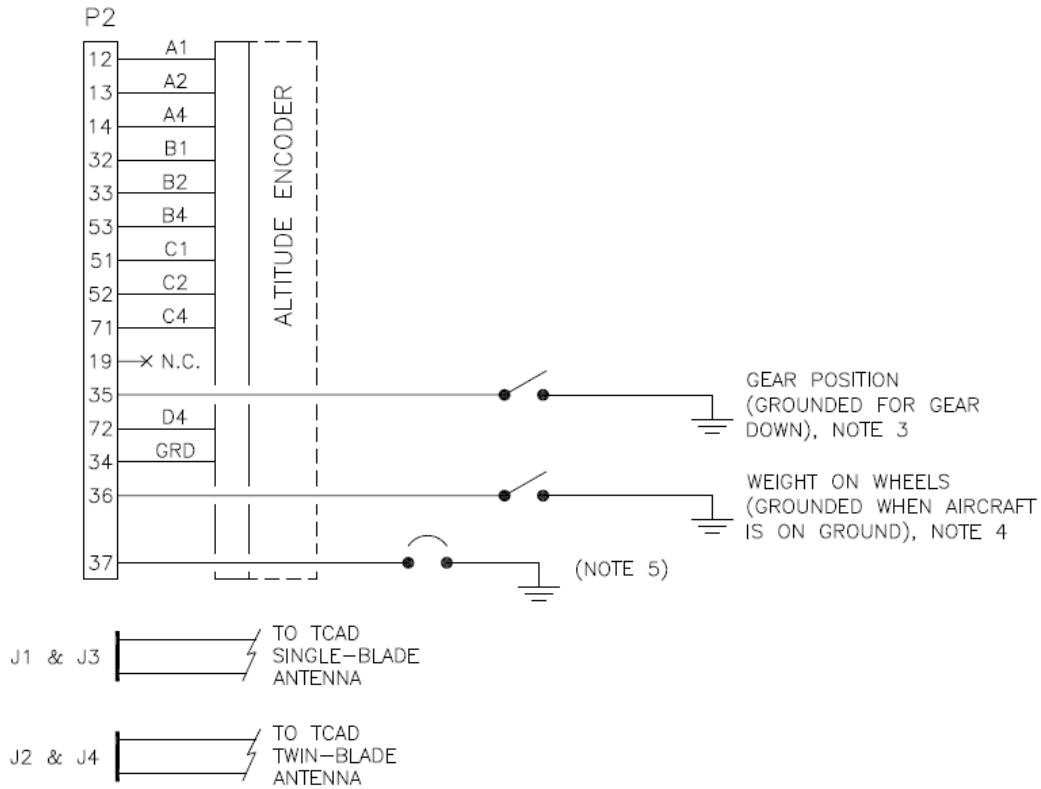 P2
12 A1
13 A2
14 A4
32 B1
33 B2
53 B4
51 C1
52 C2
71 C4
19 N.C.
35
72 D4
34 GRD
36
37
ALTITUDE ENCODER
GEAR POSITION
(GROUNDED FOR GEAR
DOWN), NOTE 3
WEIGHT ON WHEELS
(GROUNDED WHEN AIRCRAFT
IS ON GROUND), NOTE 4
(NOTE 5)
J1 & J3
TO TCAD
SINGLE-BLADE
ANTENNA
J2 & J4
TO TCAD
TWIN-BLADE
ANTENNA